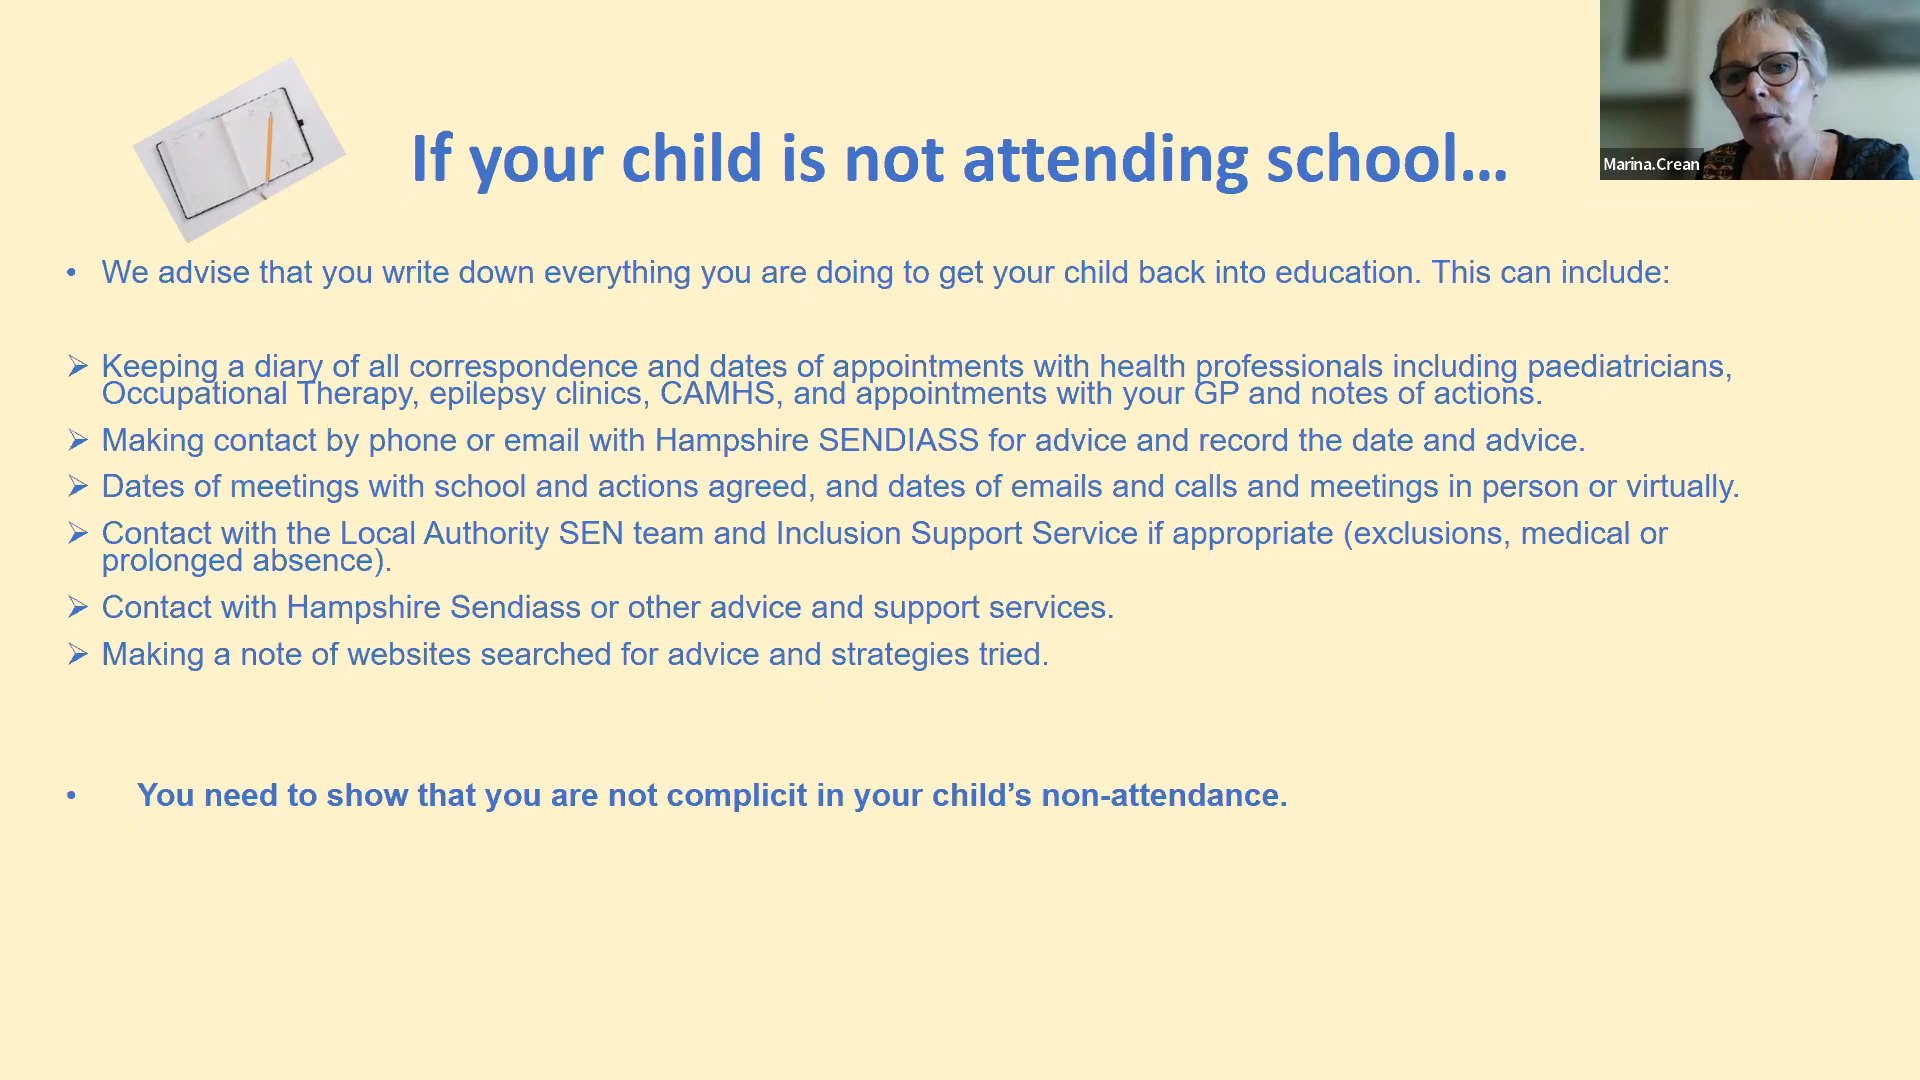 If your child is not attending school...
Marina.Crean
• We advise that you write down everything you are doing to get your child back into education. This can include:
➢ Keeping a diary of all correspondence and dates of appointments with health professionals including paediatricians,
Occupational Therapy, epilepsy clinics, CAMHS, and appointments with your GP and notes of actions.
➢ Making contact by phone or email with Hampshire SENDIASS for advice and record the date and advice.
➢ Dates of meetings with school and actions agreed, and dates of emails and calls and meetings in person or virtually.
➢ Contact with the Local Authority SEN team and Inclusion Support Service if appropriate (exclusions, medical or
prolonged absence).
➢ Contact with Hampshire Sendiass or other advice and support services.
➢ Making a note of websites searched for advice and strategies tried.
• You need to show that you are not complicit in your child’s non-attendance.